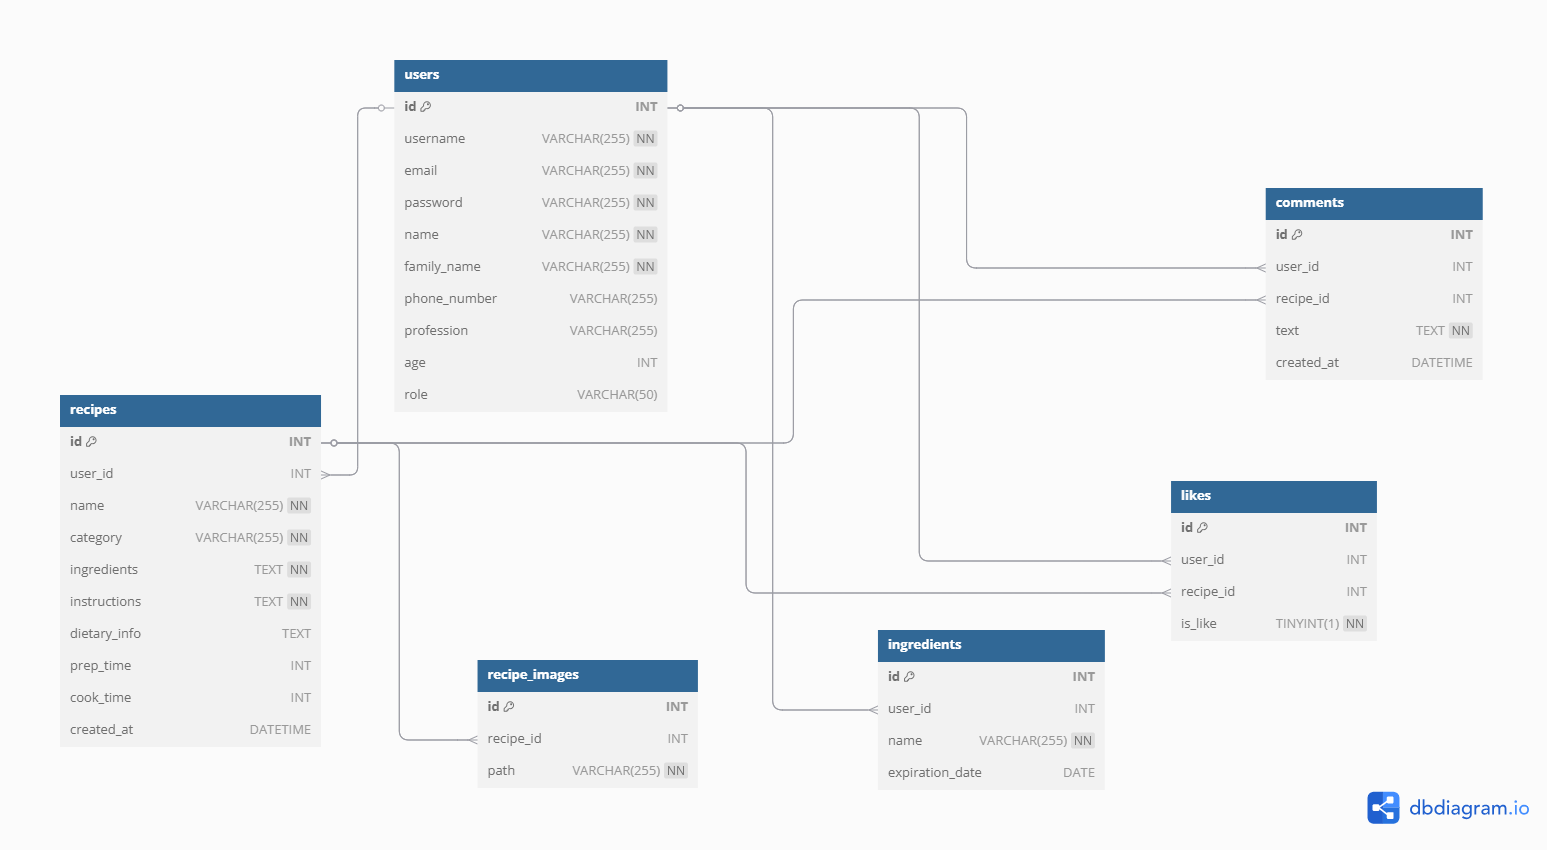 users
id INT
username VARCHAR(255) NN
email VARCHAR(255) NN
password VARCHAR(255) NN
name VARCHAR(255) NN
family_name VARCHAR(255) NN
phone_number VARCHAR(255)
profession VARCHAR(255)
age INT
role VARCHAR(50)
comments
id INT
user_id INT
recipe_id INT
text TEXT NN
created_at DATETIME
recipes
id INT
user_id INT
name VARCHAR(255) NN
category VARCHAR(255) NN
ingredients TEXT NN
instructions TEXT NN
dietary_info TEXT
prep_time INT
cook_time INT
created_at DATETIME
likes
id INT
user_id INT
recipe_id INT
is_like TINYINT(1) NN
recipe_images
id INT
recipe_id INT
path VARCHAR(255) NN
ingredients
id INT
user_id INT
name VARCHAR(255) NN
expiration_date DATE
dbdiagram.io